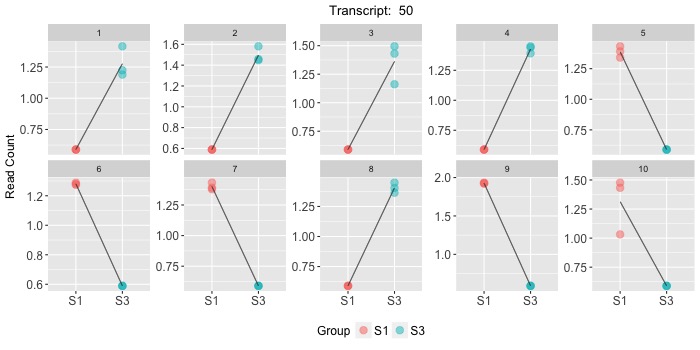 Transcript: 50
1 2 3 4 5
1.25 1.00 0.75
1.6 1.4 1.2 1.0 0.8 0.6
1.50 1.25 1.00 0.75
1.25 1.00 0.75
1.25 1.00 0.75
Read Count
6 7 8 9 10
1.2 1.0 0.8 0.6
1.25 1.00 0.75
1.25 1.00 0.75
2.0 1.5 1.0
1.50 1.25 1.00 0.75
S1 S3 S1 S3 S1 S3 S1 S3 S1 S3
Group S1 S3